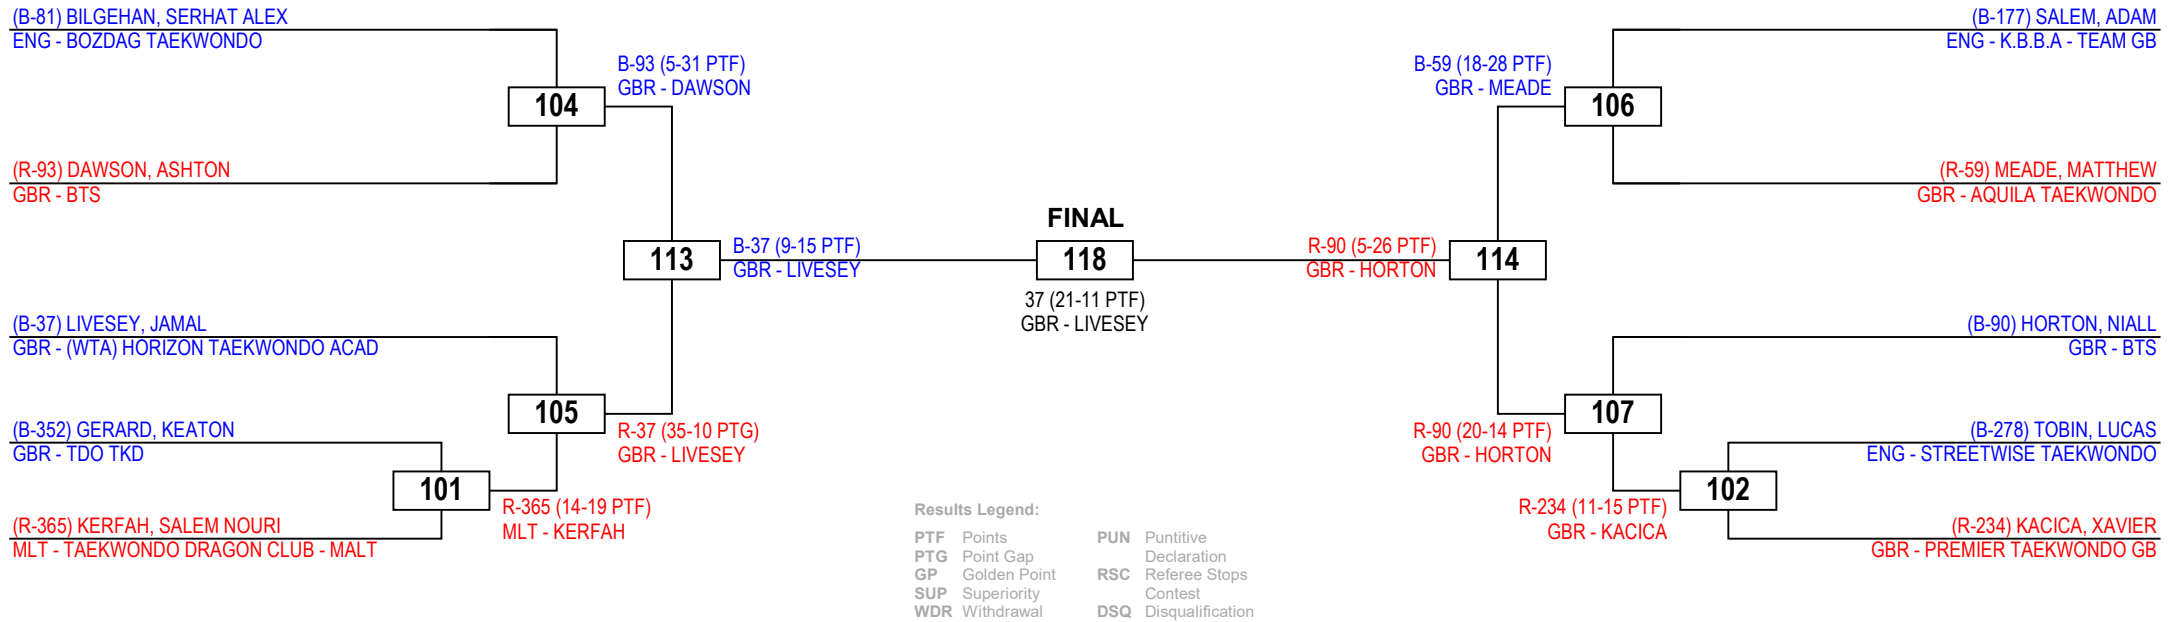 (B-81) BILGEHAN, SERHAT ALEX
ENG - BOZDAG TAEKWONDO
104
B-93 (5-31 PTF)
GBR - DAWSON
(R-93) DAWSON, ASHTON
GBR - BTS
113
B-37 (9-15 PTF)
GBR - LIVESEY
(B-37) LIVESEY, JAMAL
GBR - (WTA) HORIZON TAEKWONDO ACAD
105
R-37 (35-10 PTG)
GBR - LIVESEY
(B-352) GERARD, KEATON
GBR - TDO TKD
101
R-365 (14-19 PTF)
MLT - KERFAH
(R-365) KERFAH, SALEM NOURI
MLT - TAEKWONDO DRAGON CLUB - MALT
FINAL
118
37 (21-11 PTF)
GBR - LIVESEY
(B-177) SALEM, ADAM
ENG - K.B.B.A - TEAM GB
B-59 (18-28 PTF)
GBR - MEADE
106
(R-59) MEADE, MATTHEW
GBR - AQUILA TAEKWONDO
R-90 (5-26 PTF)
GBR - HORTON
114
(B-90) HORTON, NIALL
GBR - BTS
107
R-90 (20-14 PTF)
GBR - HORTON
(B-278) TOBIN, LUCAS
ENG - STREETWISE TAEKWONDO
102
R-234 (11-15 PTF)
GBR - KACICA
(R-234) KACICA, XAVIER
GBR - PREMIER TAEKWONDO GB
Results Legend:
PTF Points PUN Puntitive
PTG Point Gap Declaration
GP Golden Point RSC Referee Stops
SUP Superiority Contest
WDR Withdrawal DSQ Disqualification